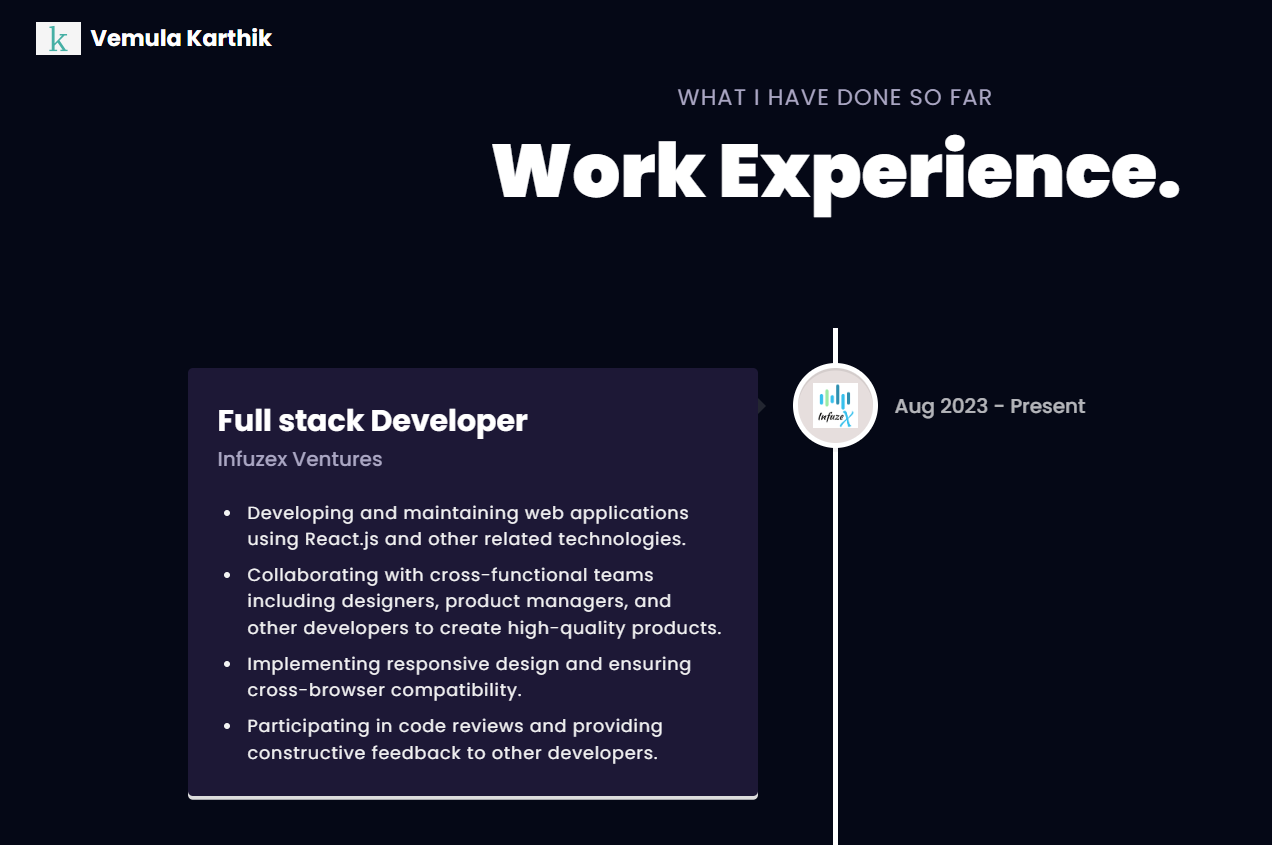 k Vemula Karthik
WHAT I HAVE DONE SO FAR
Work Experience.
Full stack Developer
Infuzex Ventures
Infuze X
Aug 2023 - Present
• Developing and maintaining web applications
using React.js and other related technologies.
• Collaborating with cross-functional teams
including designers, product managers, and
other developers to create high-quality products.
• Implementing responsive design and ensuring
cross-browser compatibility.
• Participating in code reviews and providing
constructive feedback to other developers.